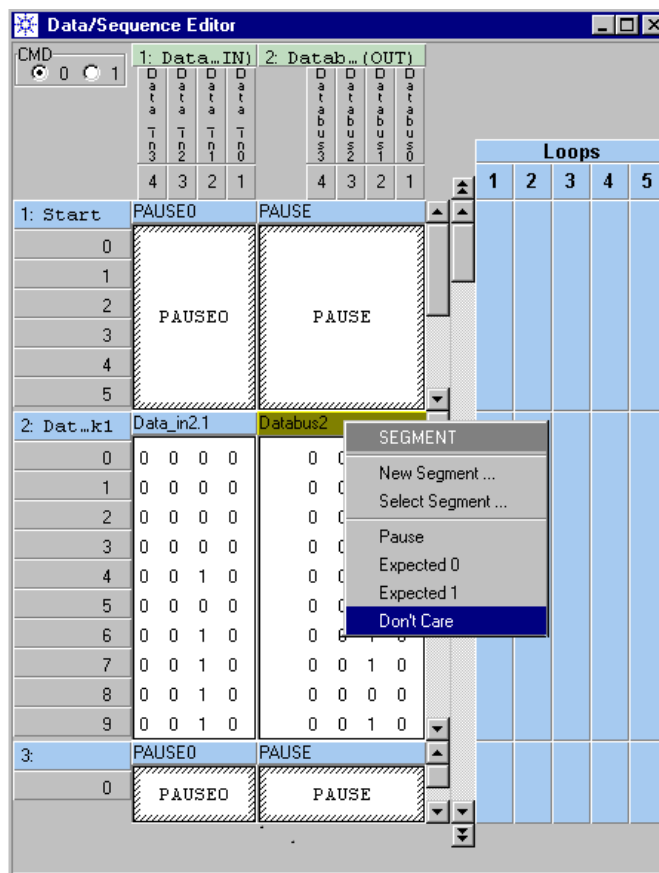 Data/Sequence Editor
CMD
0 1
1: Data…IN) 2: Datab…(OUT)
Data_in3 Data_in2 Data_in1 Data_in0 Databus3 Databus2 Databus1 Databus0
Loops
4 3 2 1 4 3 2 1 1 2 3 4 5
1: Start PAUSE0 PAUSE
0
1
2
PAUSE0 PAUSE
3
4
5
2: Dat…k1 Data_in2.1 Databus2
SEGMENT
New Segment ...
Select Segment ...
Pause
Expected 0
Expected 1
Don't Care
0 0 0 0 0 0
1 0 0 0 0 0
2 0 0 0 0 0
3 0 0 0 0 0
4 0 0 1 0 0
5 0 0 0 0 0
6 0 0 1 0 0
7 0 0 1 0 0 0 1 0
8 0 0 1 0 0 0 0 0
9 0 0 1 0 0 0 1 0
3: PAUSE0 PAUSE
0 PAUSE0 PAUSE